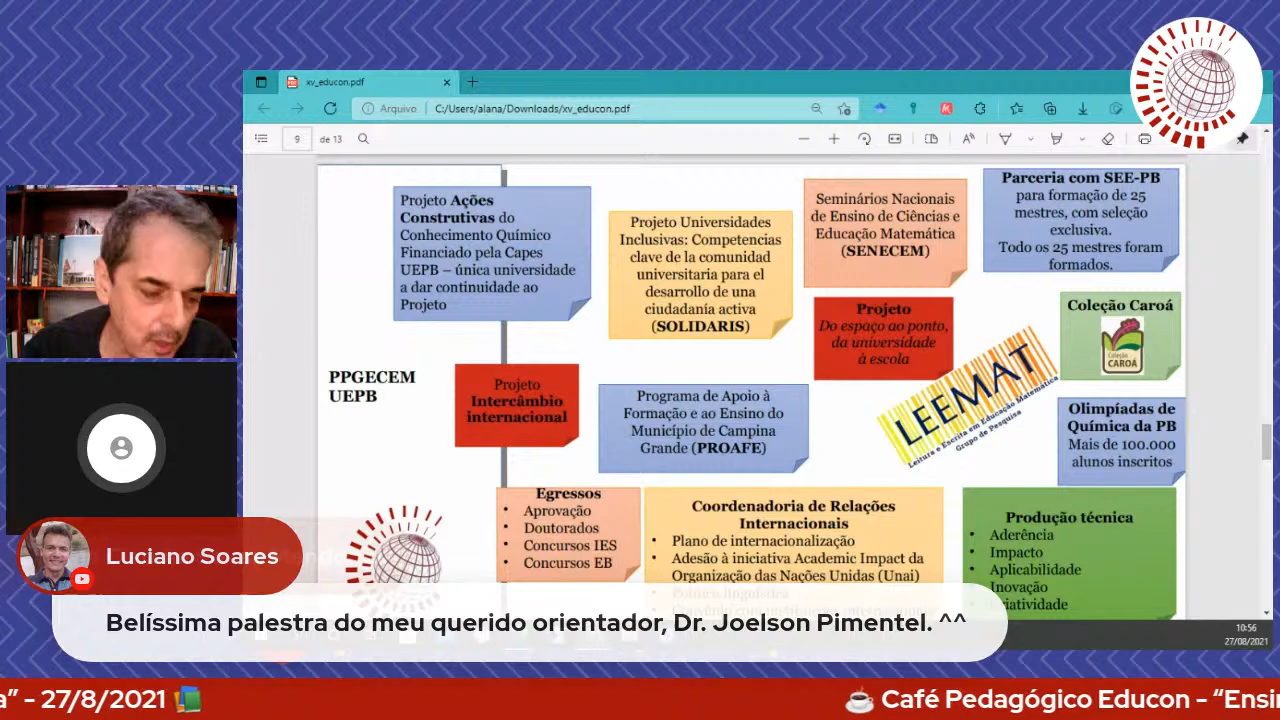 xv_educon.pdf
Arquivo
C:/Users/alana/Downloads/xv_educon.pdf
9
de 13
Projeto Ações
Construtivas do
Conhecimento Químico
Financiado pela Capes
UEPB – única universidade
a dar continuidade ao
Projeto
Projeto Universidades
Inclusivas: Competencias
clave de la comunidad
universitaria para el
desarrollo de una
ciudadanía activa
(SOLIDARIS)
Seminários Nacionais
de Ensino de Ciências e
Educação Matemática
(SENECEM)
Parceria com SEE-PB
para formação de 25
mestres, com seleção
exclusiva.
Todo os 25 mestres foram
formados.
Projeto
Do espaço ao ponto,
da universidade
à escola
Coleção Caroá
Coleção
CAROÁ
PPGECEM
UEPB
Projeto
Intercâmbio
internacional
Programa de Apoio à
Formação e ao Ensino do
Município de Campina
Grande (PROAFE)
LEEMAT
Leitura e Escrita em Educação Matemática
Grupo de Pesquisa
Olimpíadas de
Química da PB
Mais de 100.000
alunos inscritos
Egressos
• Aprovação
• Doutorados
• Concursos IES
• Concursos EB
Coordenadoria de Relações
Internacionais
• Plano de internacionalização
• Adesão à iniciativa Academic Impact da
Organização das Nações Unidas (Unai)
Produção técnica
• Aderência
• Impacto
• Aplicabilidade
Inovação
Criatividade
Luciano Soares
Belíssima palestra do meu querido orientador, Dr. Joelson Pimentel. ^^
10:56
27/08/2021
a” - 27/8/2021
Café Pedagógico Educon - “Ensi